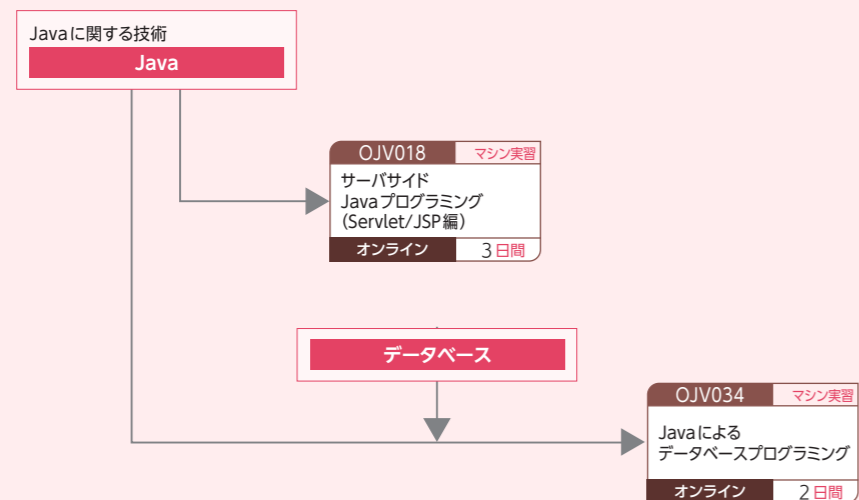 Javaに関する技術
Java
OJV018 マシン実習
サーバサイド
Javaプログラミング
（Servlet/JSP編）
オンライン 3日間
データベース
OJV034 マシン実習
Javaによる
データベースプログラミング
オンライン 2日間